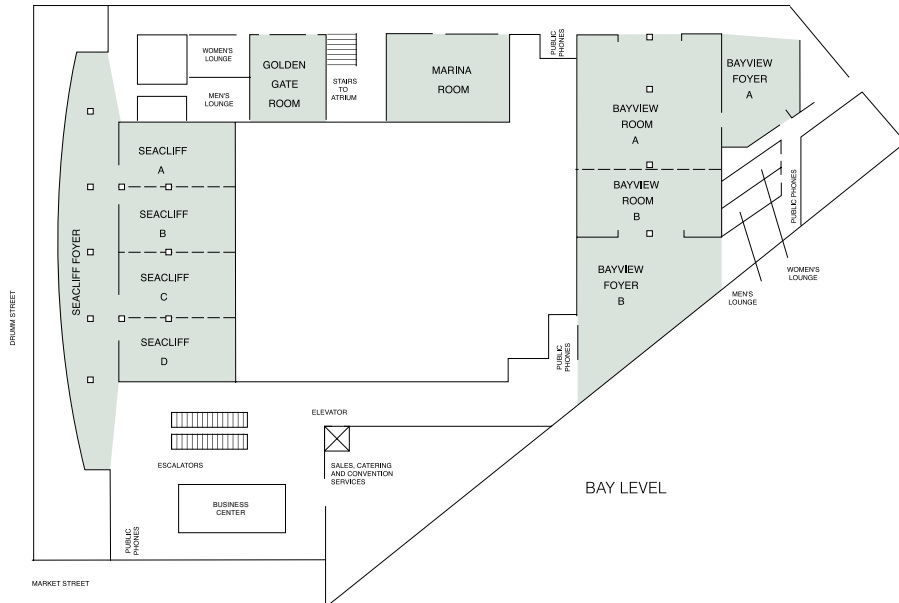 PUBLIC
PHONES
WOMEN'S
LOUNGE
GOLDEN
GATE
ROOM
STAIRS
TO
ATRIUM
MARINA
ROOM
BAYVIEW
FOYER
A
MEN'S
LOUNGE
BAYVIEW
ROOM
A
SEACLIFF
A
BAYVIEW
ROOM
B
PUBLIC PHONES
SEACLIFF
B
SEACLIFF FOYER
SEACLIFF
C
BAYVIEW
FOYER
B
WOMEN'S
LOUNGE
MEN'S
LOUNGE
DRUMM STREET
SEACLIFF
D
PUBLIC
PHONES
ELEVATOR
ESCALATORS
SALES, CATERING
AND CONVENTION
SERVICES
BAY LEVEL
BUSINESS
CENTER
PUBLIC
PHONES
MARKET STREET